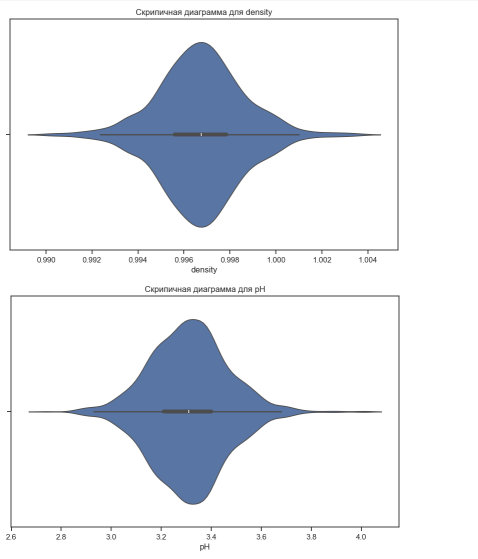 Скрипичная диаграмма для density
0.990 0.992 0.994 0.996 0.998 1.000 1.002 1.004
density
Скрипичная диаграмма для pH
2.6 2.8 3.0 3.2 3.4 3.6 3.8 4.0
pH